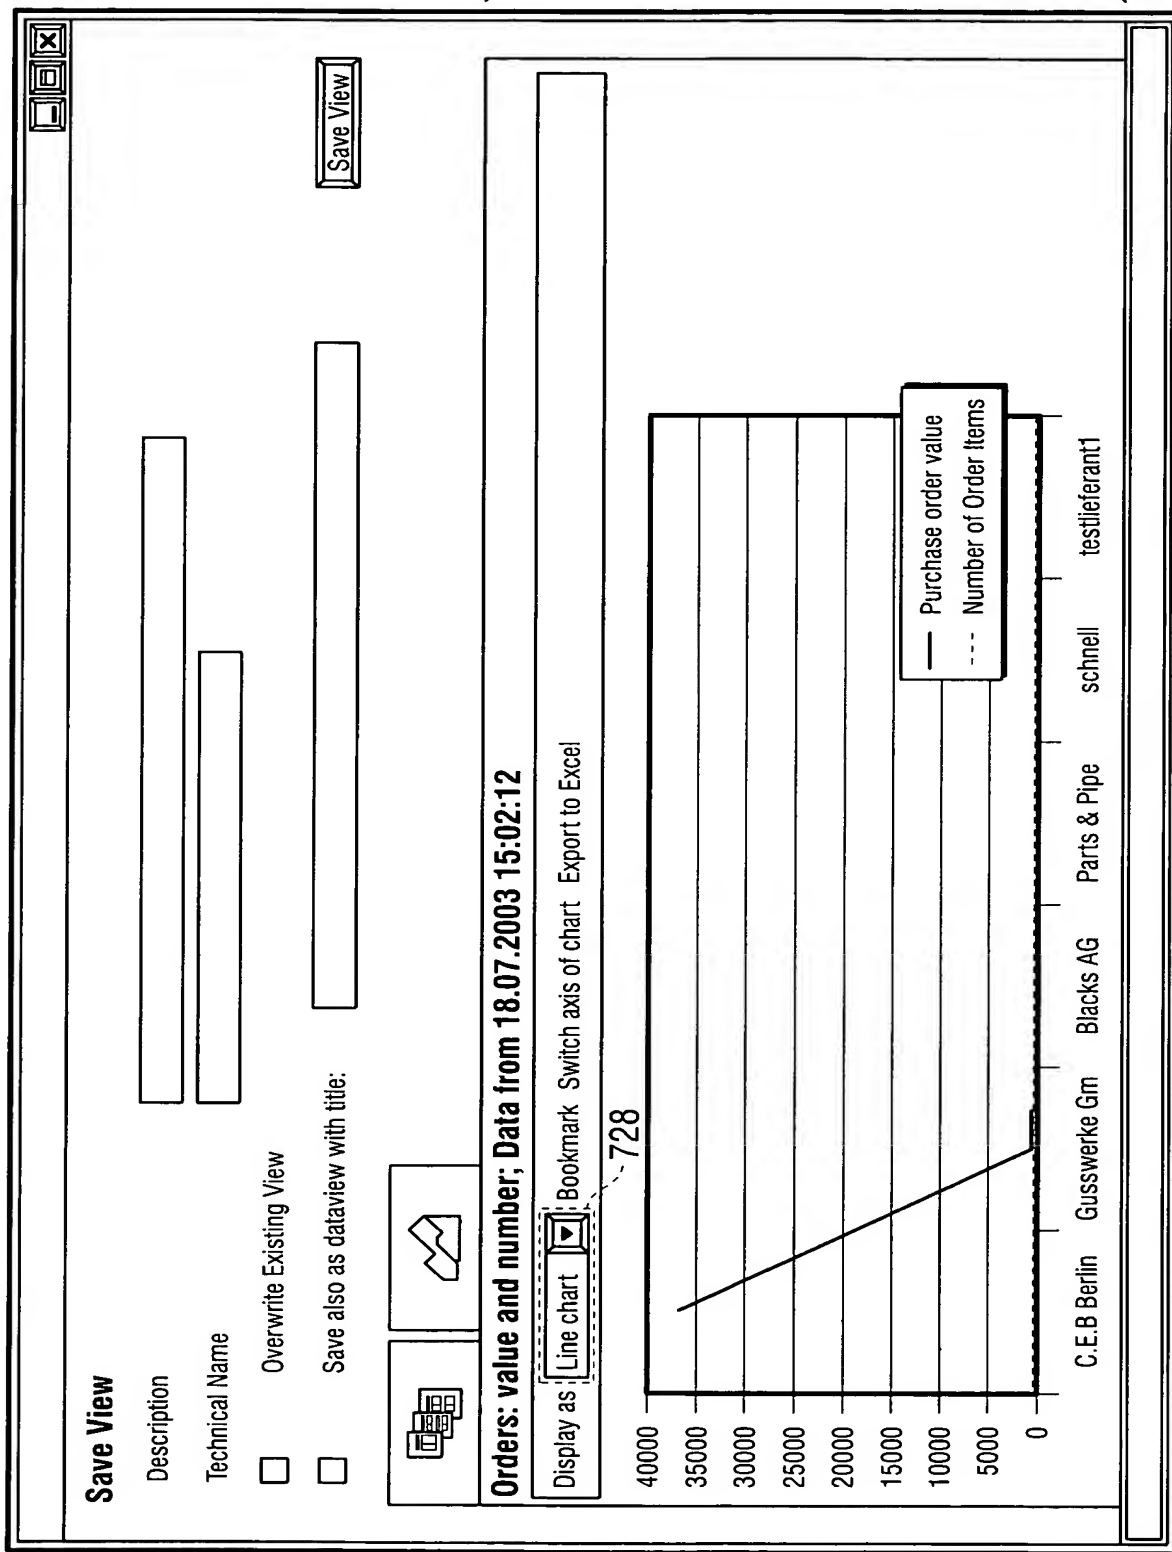 Save View
Description
Technical Name
Overwrite Existing View
Save also as dataview with title:
Save View
Orders: value and number; Data from 18.07.2003 15:02:12
Display as Line chart Bookmark Switch axis of chart Export to Excel
728
40000
35000
30000
25000
20000
15000
10000
5000
0
Purchase order value
Number of Order Items
C.E.B Berlin Gusswerke Gm Blacks AG Parts & Pipe schnell testlieferant1